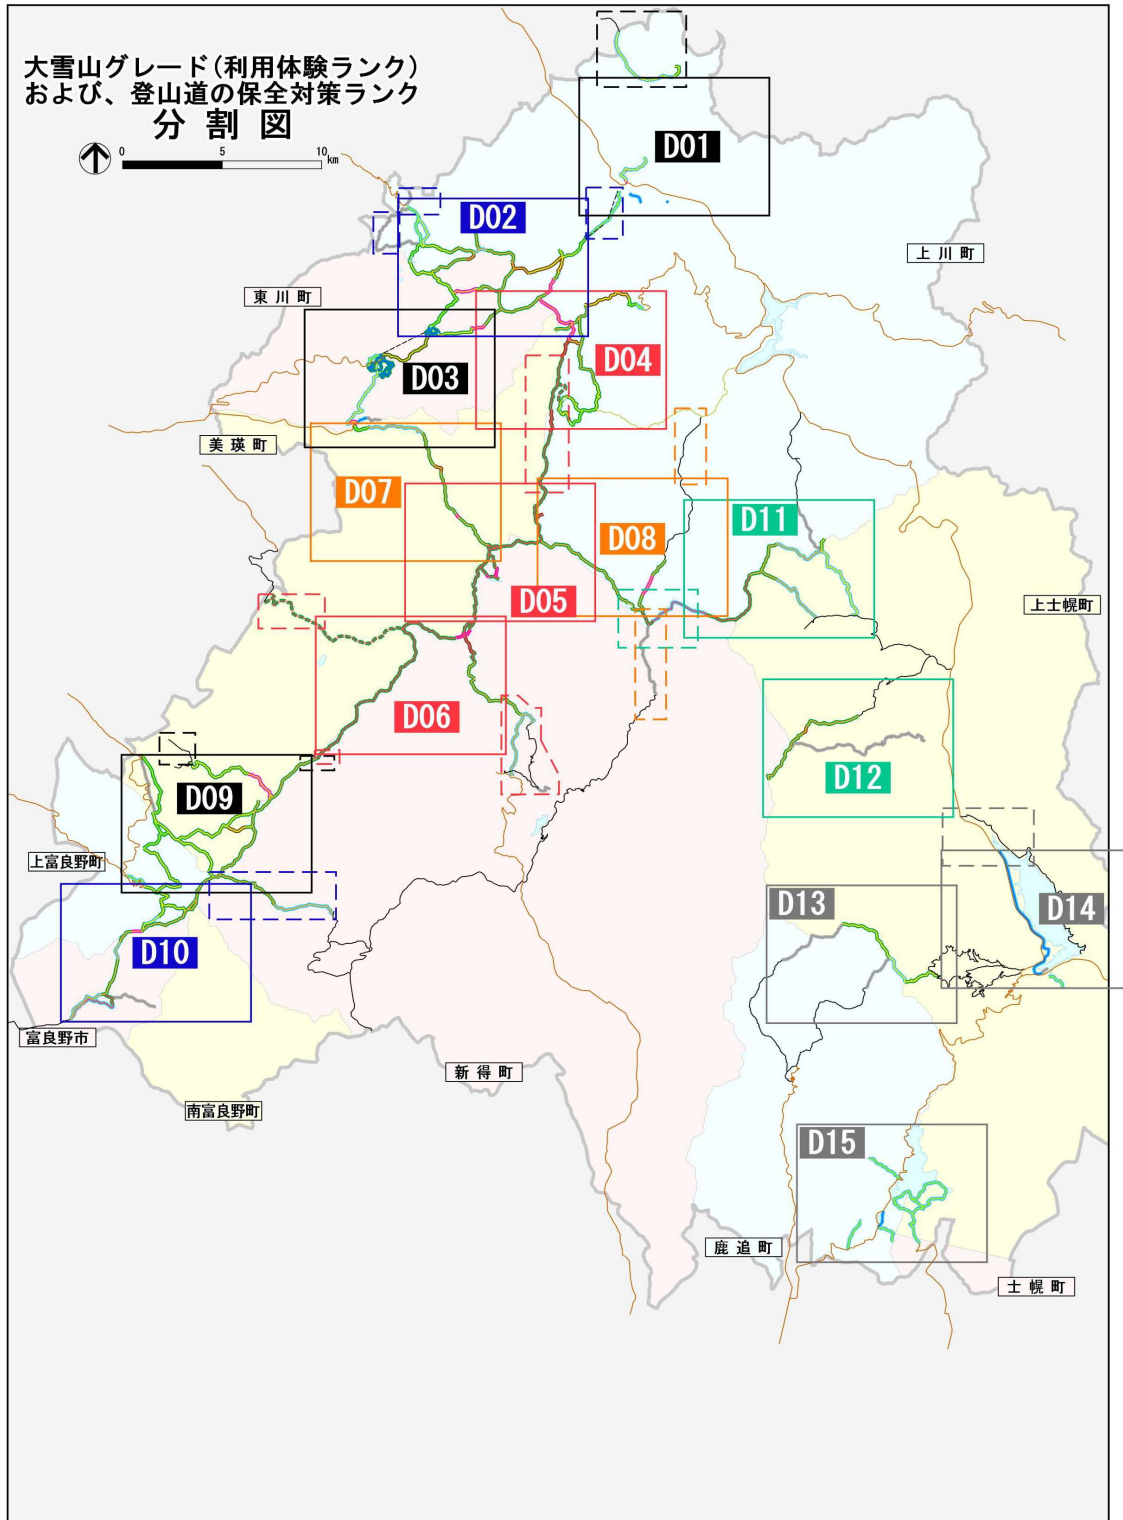 大雪山グレード(利用体験ランク)
および、登山道の保全対策ランク
分割図
0 5 10 km
D01
D02
上川町
東川町
D03
D04
美瑛町
D07
D08
D11
D05
上士幌町
D06
D12
D09
上富良野町
D13
D14
D10
富良野市
新得町
南富良野町
D15
鹿追町
士幌町